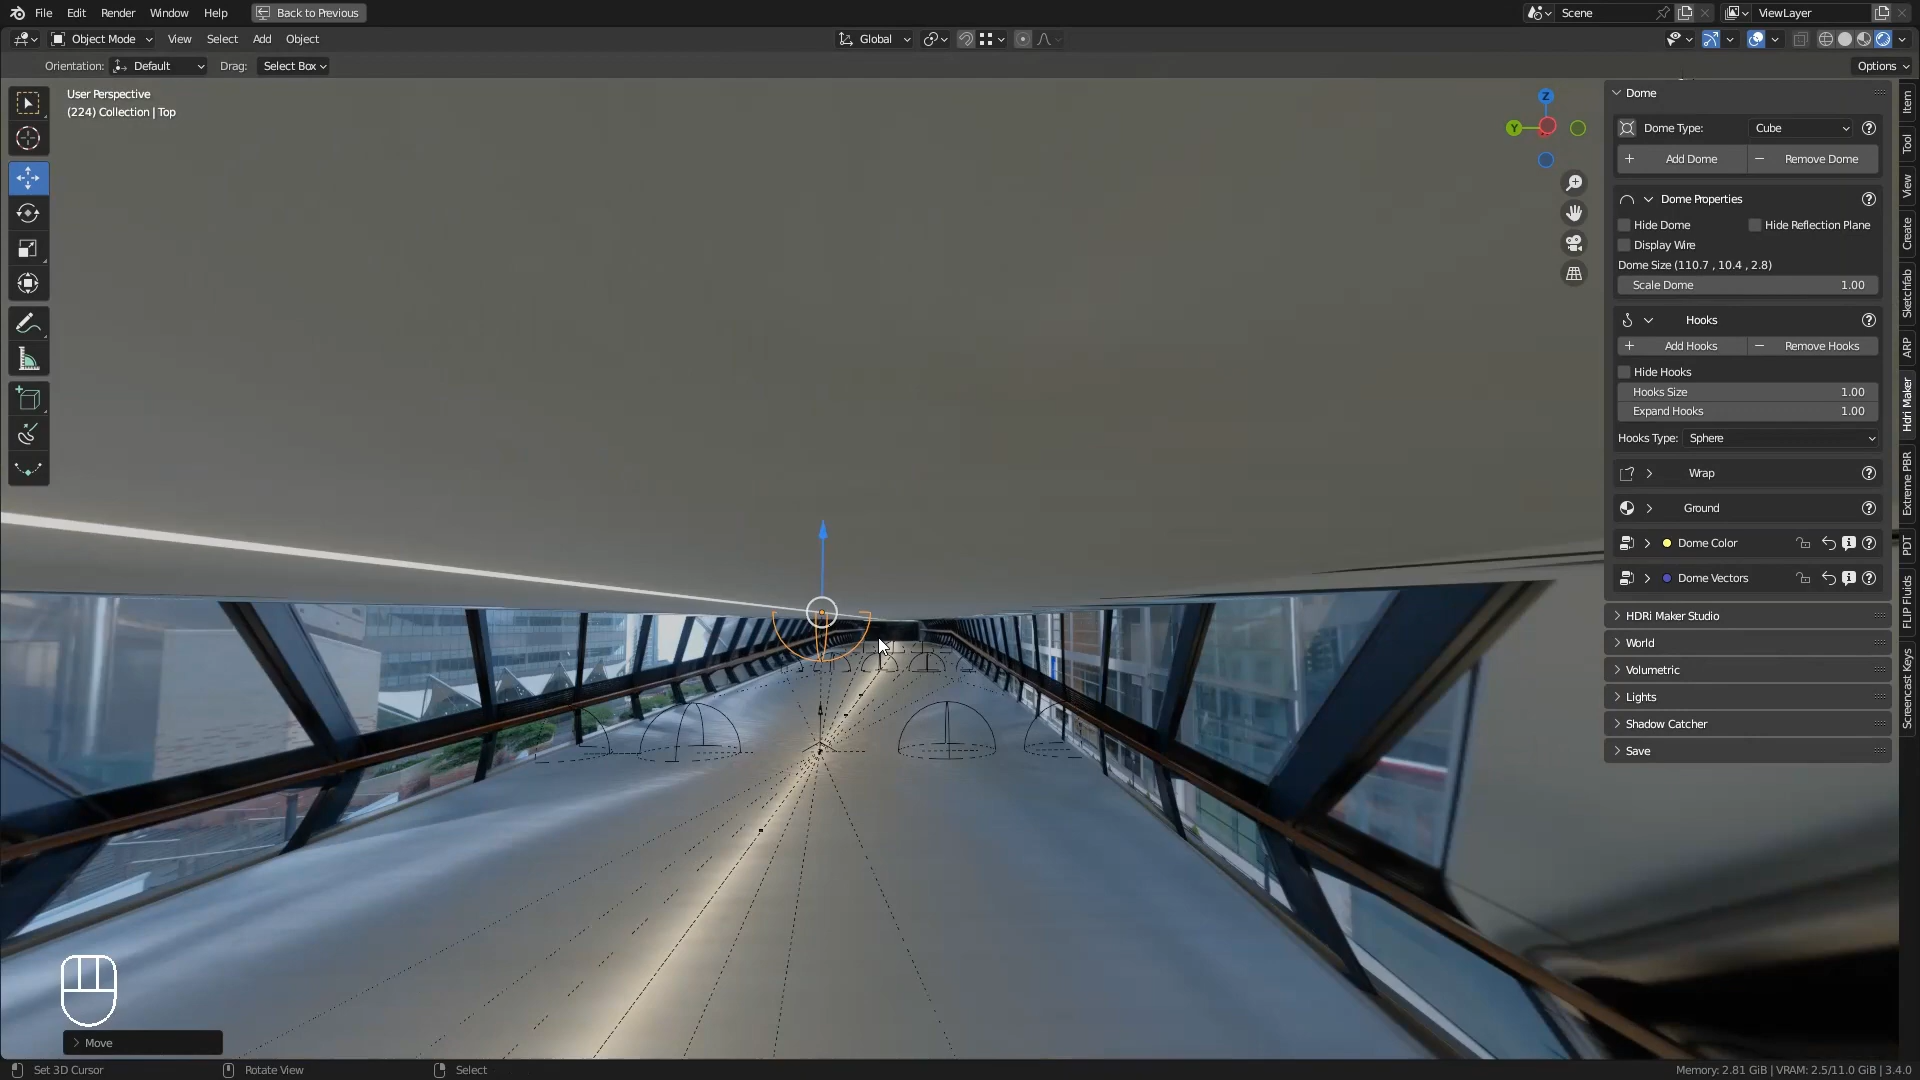 File Edit Render Window Help Back to Previous Scene ViewLayer
Object Mode View Select Add Object Global
Orientation: Default Drag: Select Box Options
User Perspective
(224) Collection | Top
Z
Y
Dome
Dome Type: Cube
Add Dome Remove Dome
Dome Properties
Hide Dome Hide Reflection Plane
Display Wire
Dome Size (110.7 , 10.4 , 2.8)
Scale Dome 1.00
Hooks
Add Hooks Remove Hooks
Hide Hooks
Hooks Size 1.00
Expand Hooks 1.00
Hooks Type: Sphere
Wrap
Ground
Dome Color
Dome Vectors
HDRi Maker Studio
World
Volumetric
Lights
Shadow Catcher
Save
Item
Tool
View
Create
Sketchfab
ARP
Hdri Maker
Extreme PBR
PDT
FLIP Fluids
Screencast Keys
Move
Set 3D Cursor Rotate View Select Memory: 2.81 GiB | VRAM: 2.5/11.0 GiB | 3.4.0